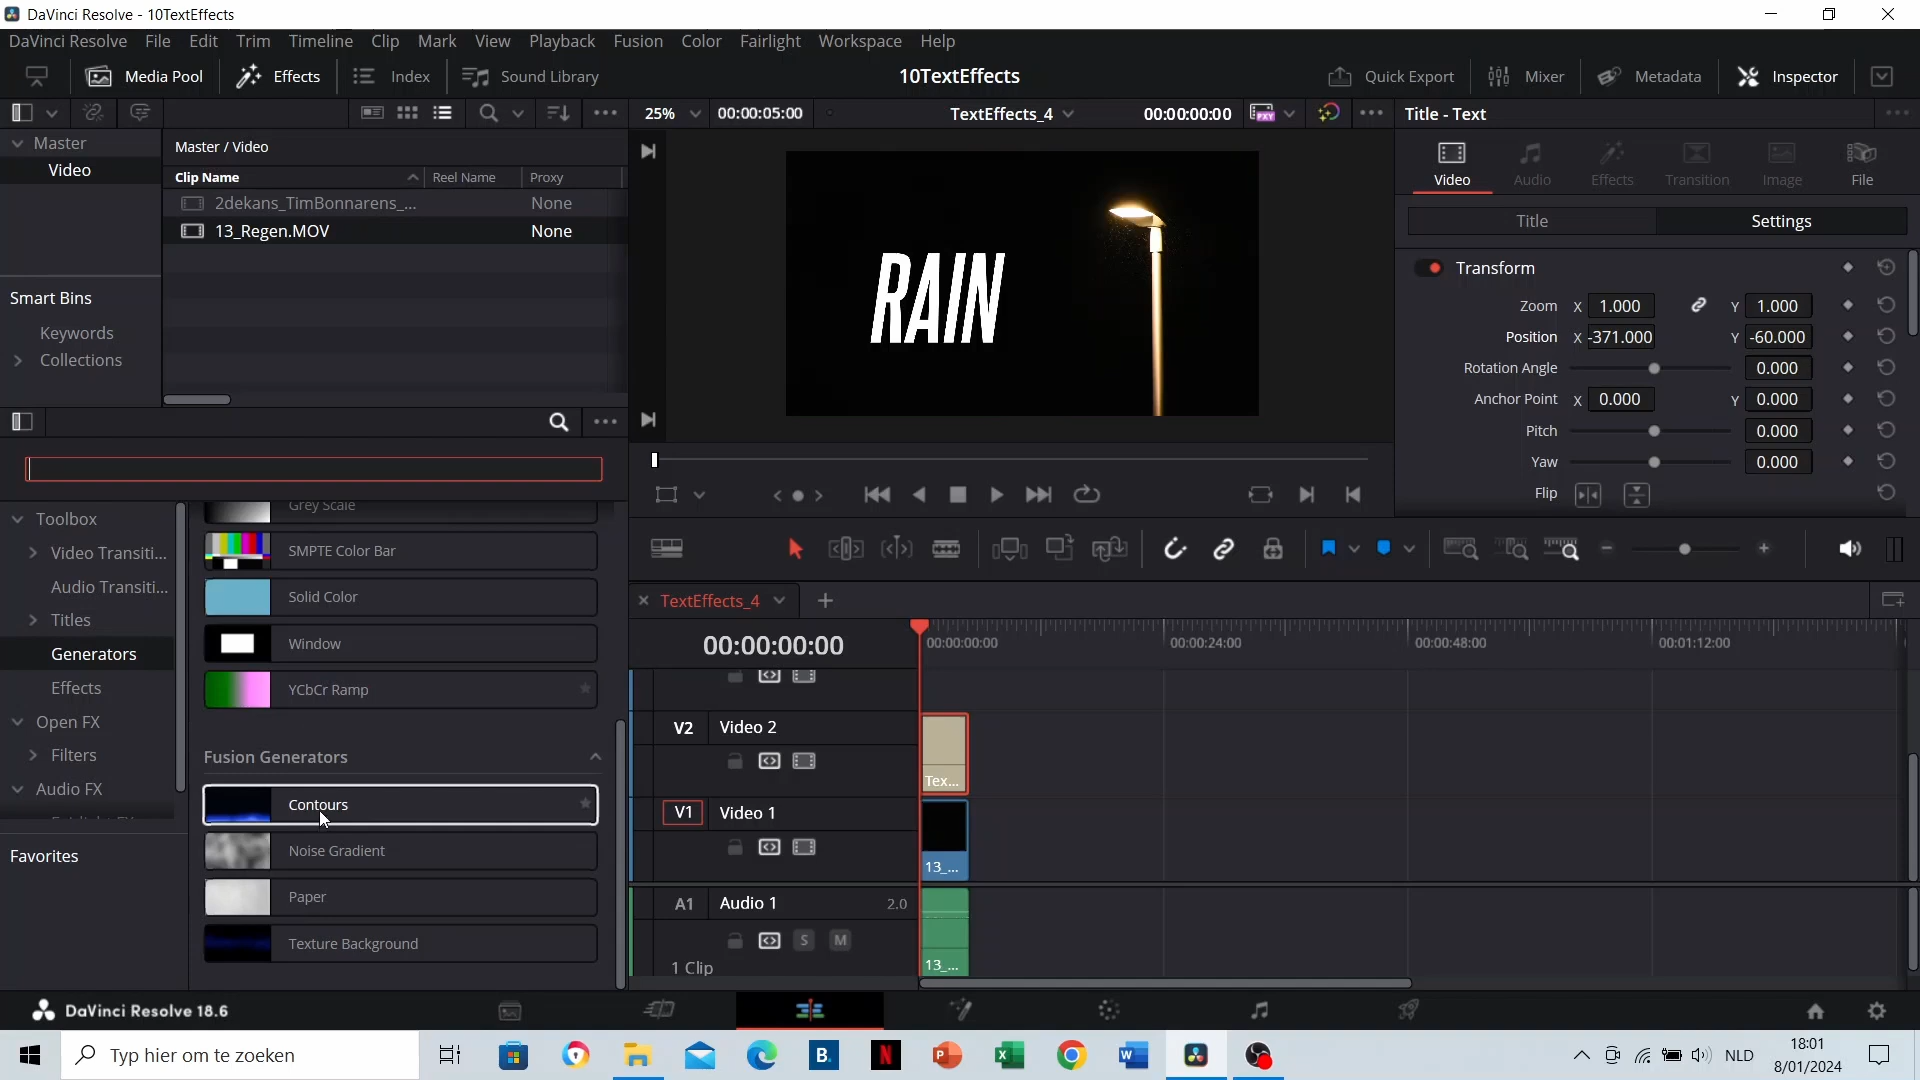 DaVinci Resolve - 10TextEffects
DaVinci Resolve File Edit Trim Timeline Clip Mark View Playback Fusion Color Fairlight Workspace Help
Media Pool Effects Index Sound Library 10TextEffects Quick Export Mixer Metadata Inspector
25% 00:00:05:00 TextEffects_4 00:00:00:00 PXY Title - Text
Master
Video
Master / Video
Clip Name Reel Name Proxy
2dekans_TimBonnarens_... None
13_Regen.MOV None
Smart Bins
Keywords
Collections
RAIN
Video Audio Effects Transition Image File
Title Settings
Transform
Zoom X 1.000 Y 1.000
Position X -371.000 Y -60.000
Rotation Angle 0.000
Anchor Point X 0.000 Y 0.000
Pitch 0.000
Yaw 0.000
Flip
Toolbox
Video Transiti...
Audio Transiti...
Titles
Generators
Effects
Open FX
Filters
Audio FX
Favorites
Grey Scale
SMPTE Color Bar
Solid Color
Window
YCbCr Ramp
Fusion Generators
Contours
Noise Gradient
Paper
Texture Background
TextEffects_4
00:00:00:00
00:00:00:00 00:00:24:00 00:00:48:00 00:01:12:00
V2 Video 2
Tex...
V1 Video 1
13_...
A1 Audio 1 2.0
S M
1 Clip
13_...
DaVinci Resolve 18.6
Typ hier om te zoeken
B.
N
NLD
18:01
8/01/2024